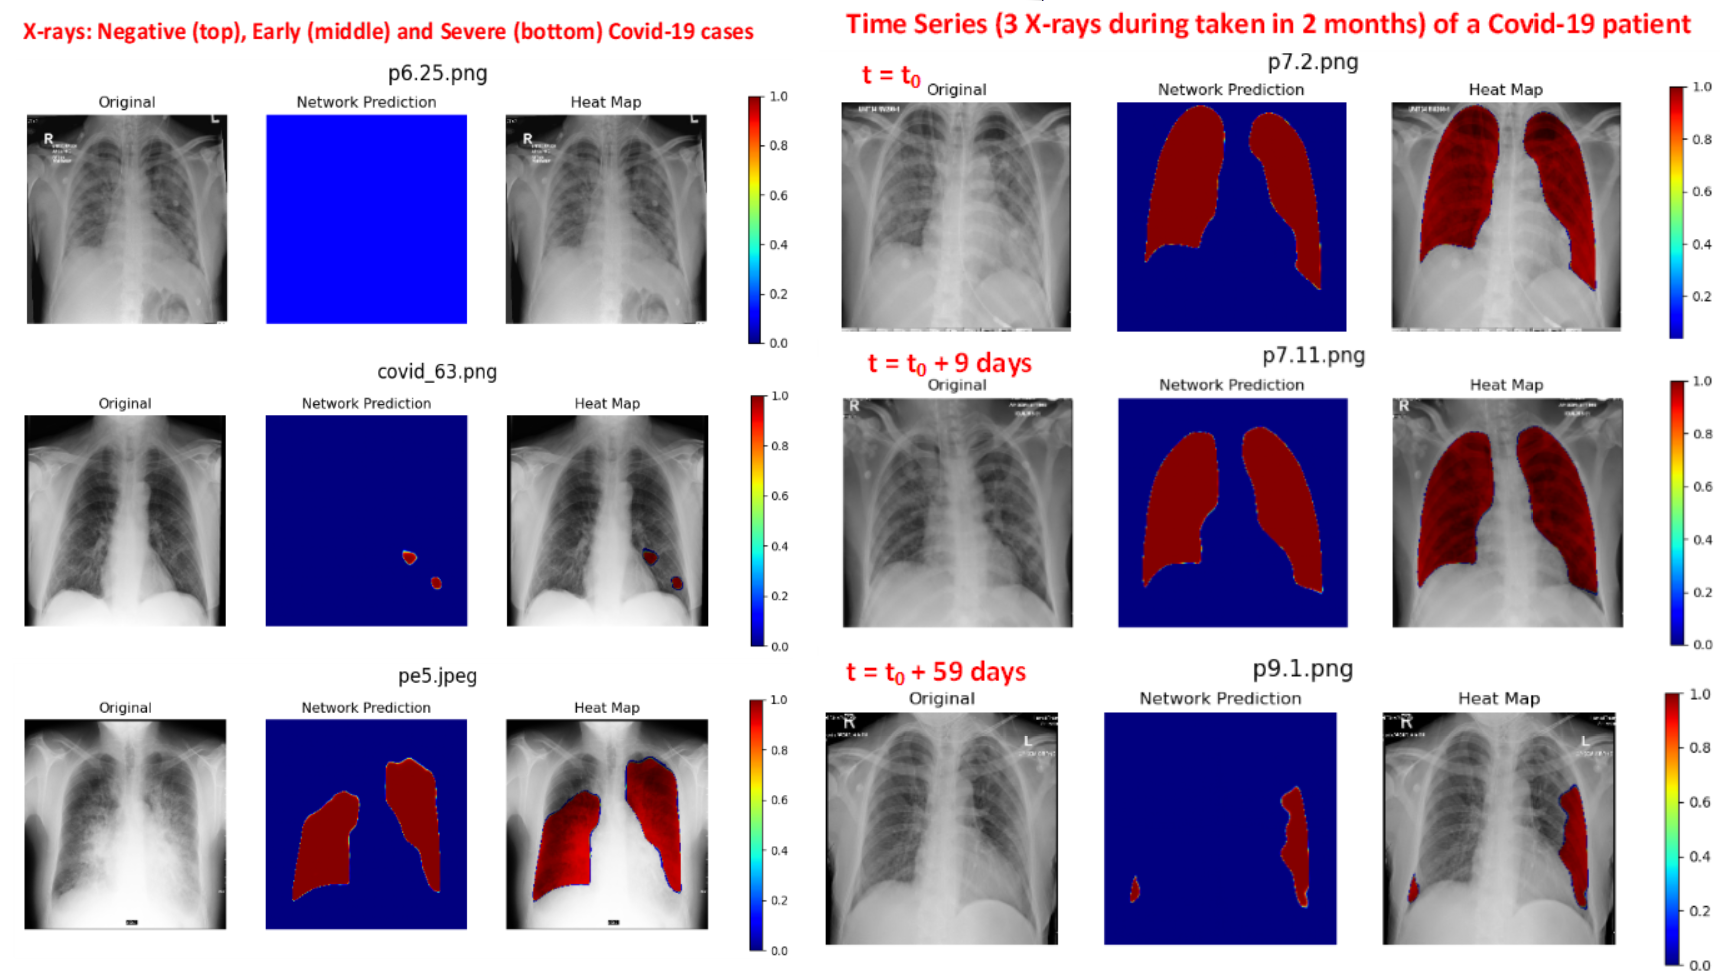 X-rays: Negative (top), Early (middle) and Severe (bottom) Covid-19 cases
p6.25.png
Original Network Prediction Heat Map
R L R L
1.0
0.8
0.6
0.4
0.2
0.0
covid_63.png
Original Network Prediction Heat Map
1.0
0.8
0.6
0.4
0.2
0.0
pe5.jpeg
Original Network Prediction Heat Map
1.0
0.8
0.6
0.4
0.2
0.0
Time Series (3 X-rays during taken in 2 months) of a Covid-19 patient
t = t0
p7.2.png
Original Network Prediction Heat Map
1.0
0.8
0.6
0.4
0.2
t = t0 + 9 days
p7.11.png
Original Network Prediction Heat Map
R R
1.0
0.8
0.6
0.4
0.2
0.0
t = t0 + 59 days
p9.1.png
Original Network Prediction Heat Map
R L R L
1.0
0.8
0.6
0.4
0.2
0.0